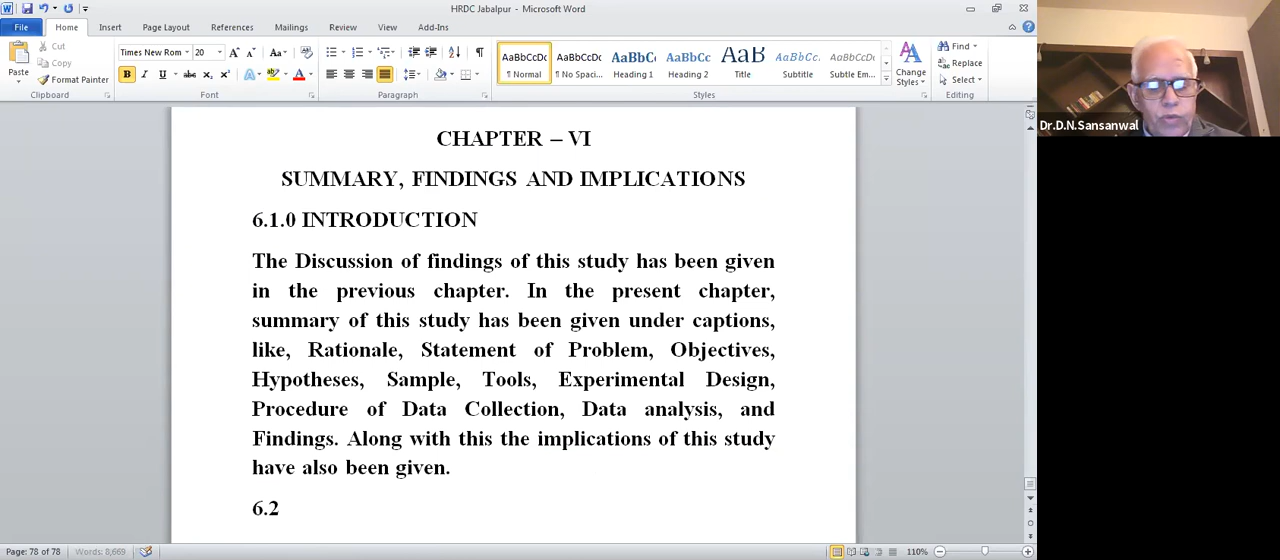 HRDC Jabalpur - Microsoft Word
File Home Insert Page Layout References Mailings Review View Add-Ins
Paste
Cut
Copy
Format Painter
Clipboard
Times New Rom 20
Font
Paragraph
AaBbCcDc AaBbCcDc AaBbC AaBbCc AaB AaBbCc. AaBbCcDc
¶ Normal ¶ No Spaci... Heading 1 Heading 2 Title Subtitle Subtle Em...
Change Styles
Styles
Find
Replace
Select
Editing
Dr.D.N.Sansanwal
CHAPTER – VI
SUMMARY, FINDINGS AND IMPLICATIONS
6.1.0 INTRODUCTION
The Discussion of findings of this study has been given
in the previous chapter. In the present chapter,
summary of this study has been given under captions,
like, Rationale, Statement of Problem, Objectives,
Hypotheses, Sample, Tools, Experimental Design,
Procedure of Data Collection, Data analysis, and
Findings. Along with this the implications of this study
have also been given.
6.2
Page: 78 of 78 Words: 8,669 110%